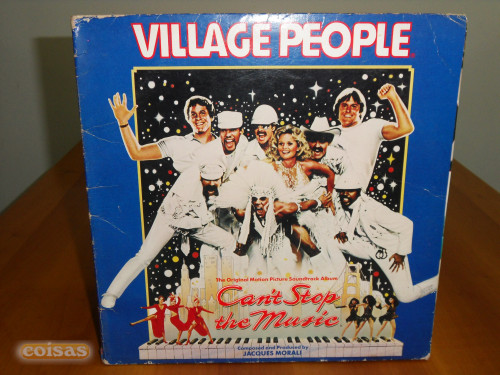 VILLAGE PEOPLE
The Original Motion Picture Soundtrack Album
Can't Stop
the Music
Composed and Produced by
JACQUES MORALI
coisas